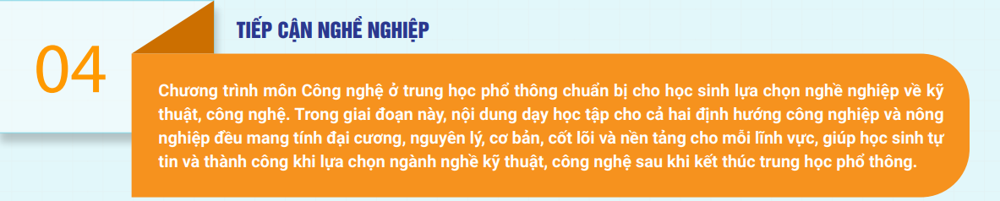 04
TIẾP CẬN NGHỀ NGHIỆP
Chương trình môn Công nghệ ở trung học phổ thông chuẩn bị cho học sinh lựa chọn nghề nghiệp về kỹ
thuật, công nghệ. Trong giai đoạn này, nội dung dạy học tập cho cả hai định hướng công nghiệp và nông
nghiệp đều mang tính đại cương, nguyên lý, cơ bản, cốt lõi và nền tảng cho mỗi lĩnh vực, giúp học sinh tự
tin và thành công khi lựa chọn ngành nghề kỹ thuật, công nghệ sau khi kết thúc trung học phổ thông.